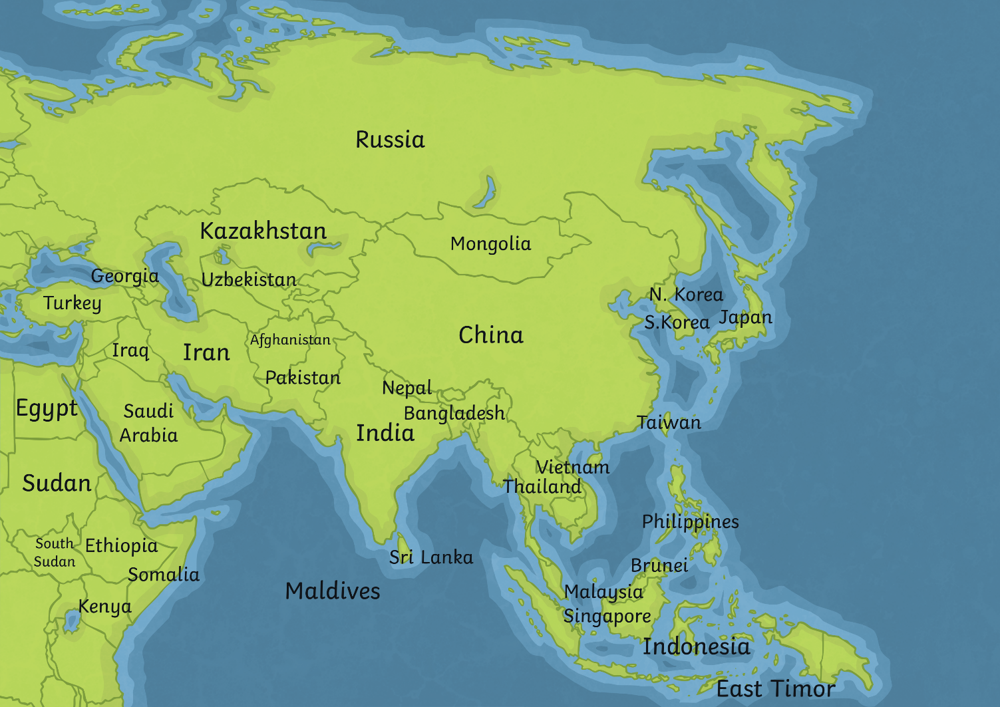 Russia
Kazakhstan
Mongolia
Georgia
Uzbekistan
Turkey
N. Korea
S.Korea
Japan
China
Afghanistan
Iraq
Iran
Pakistan
Nepal
Egypt
Saudi
Arabia
Bangladesh
India
Taiwan
Sudan
Vietnam
Thailand
Philippines
South
Sudan
Ethiopia
Sri Lanka
Somalia
Brunei
Maldives
Malaysia
Kenya
Singapore
Indonesia
East Timor